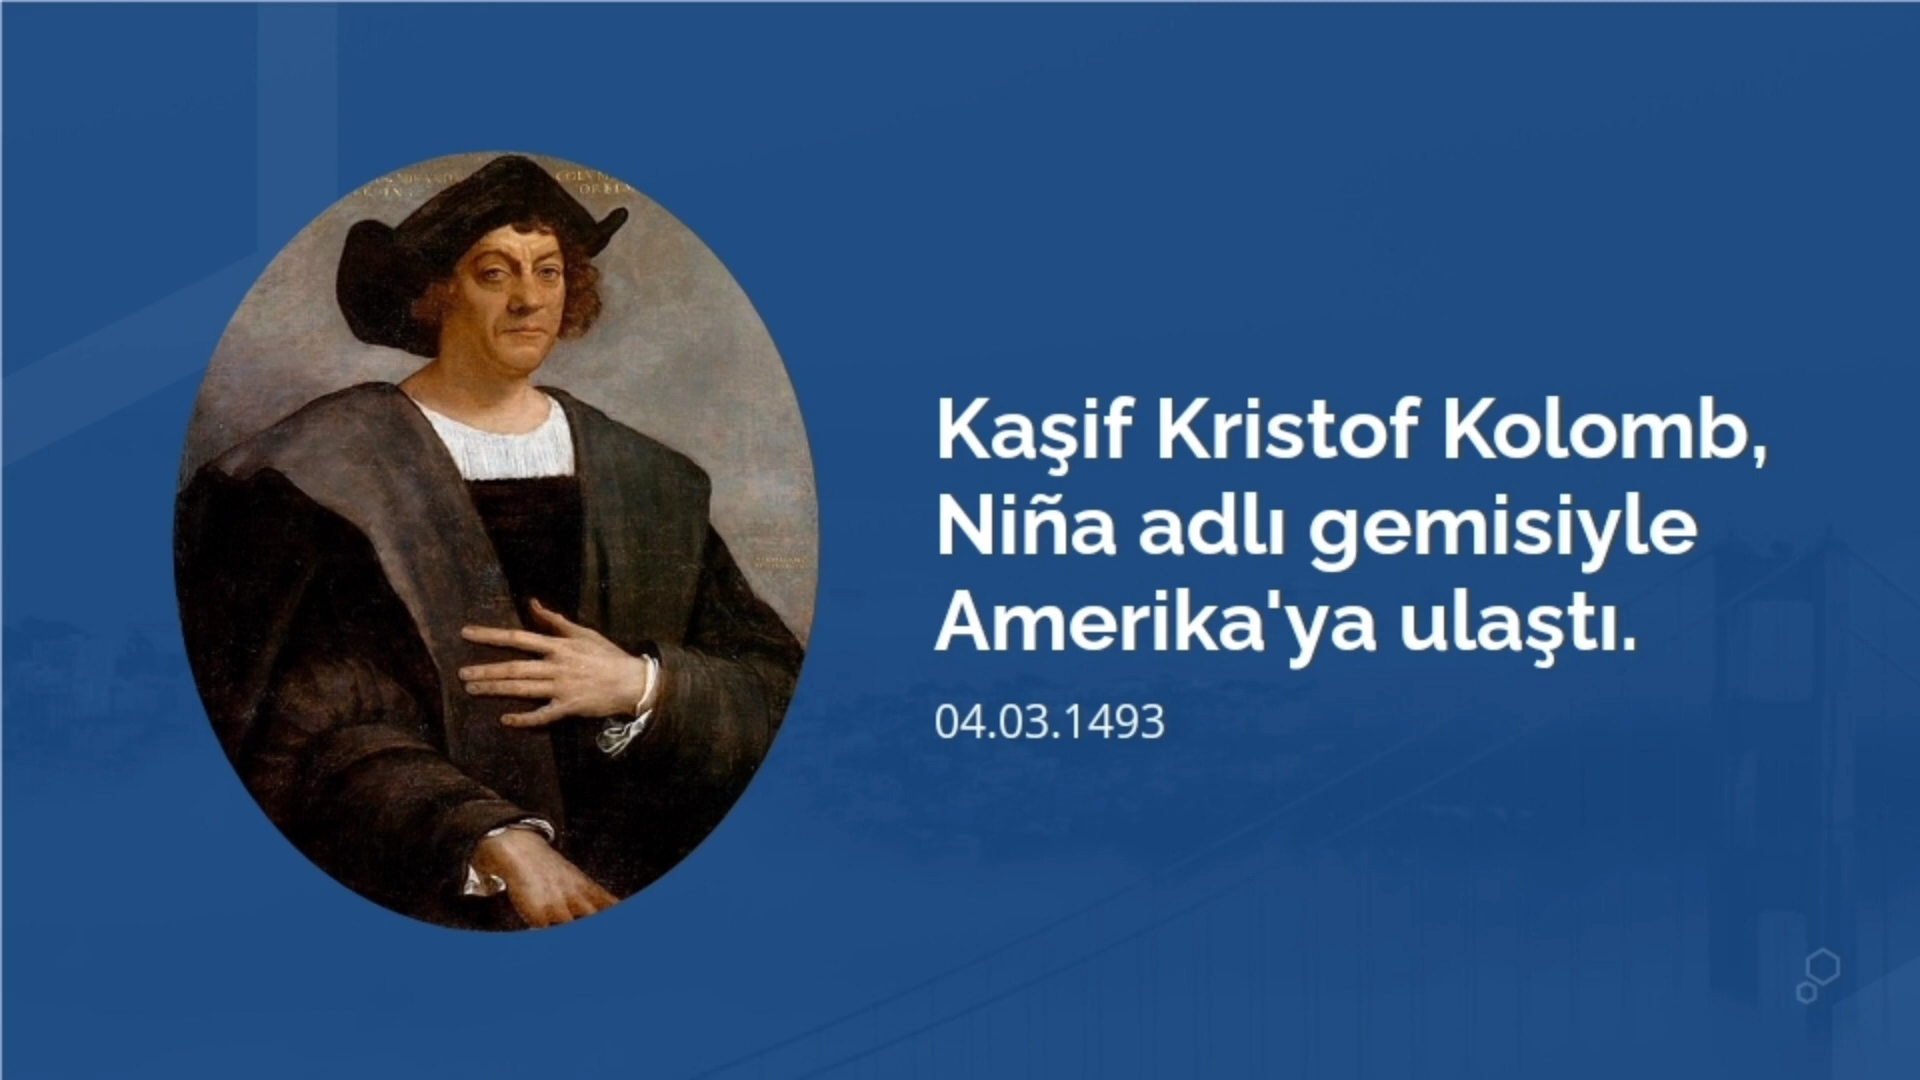 Kaşif Kristof Kolomb,
Niña adlı gemisiyle
Amerika'ya ulaştı.
04.03.1493